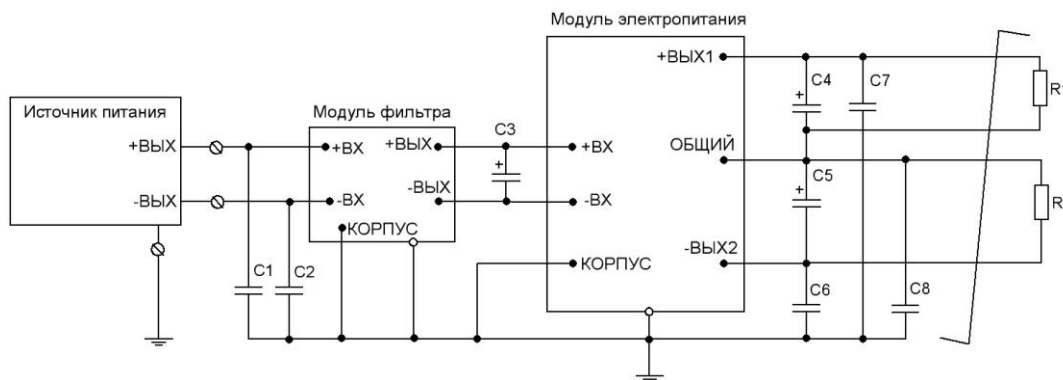 Модуль электропитания
+ВЫХ1
C4
C7
R1
Источник питания
Модуль фильтра
+
+ВЫХ
+ВХ
+ВЫХ
C3
+ВХ
ОБЩИЙ
+
C5
+
-ВЫХ
-ВХ
-ВЫХ
-ВХ
R
КОРПУС
КОРПУС
-ВЫХ2
C1
C2
C6
C8